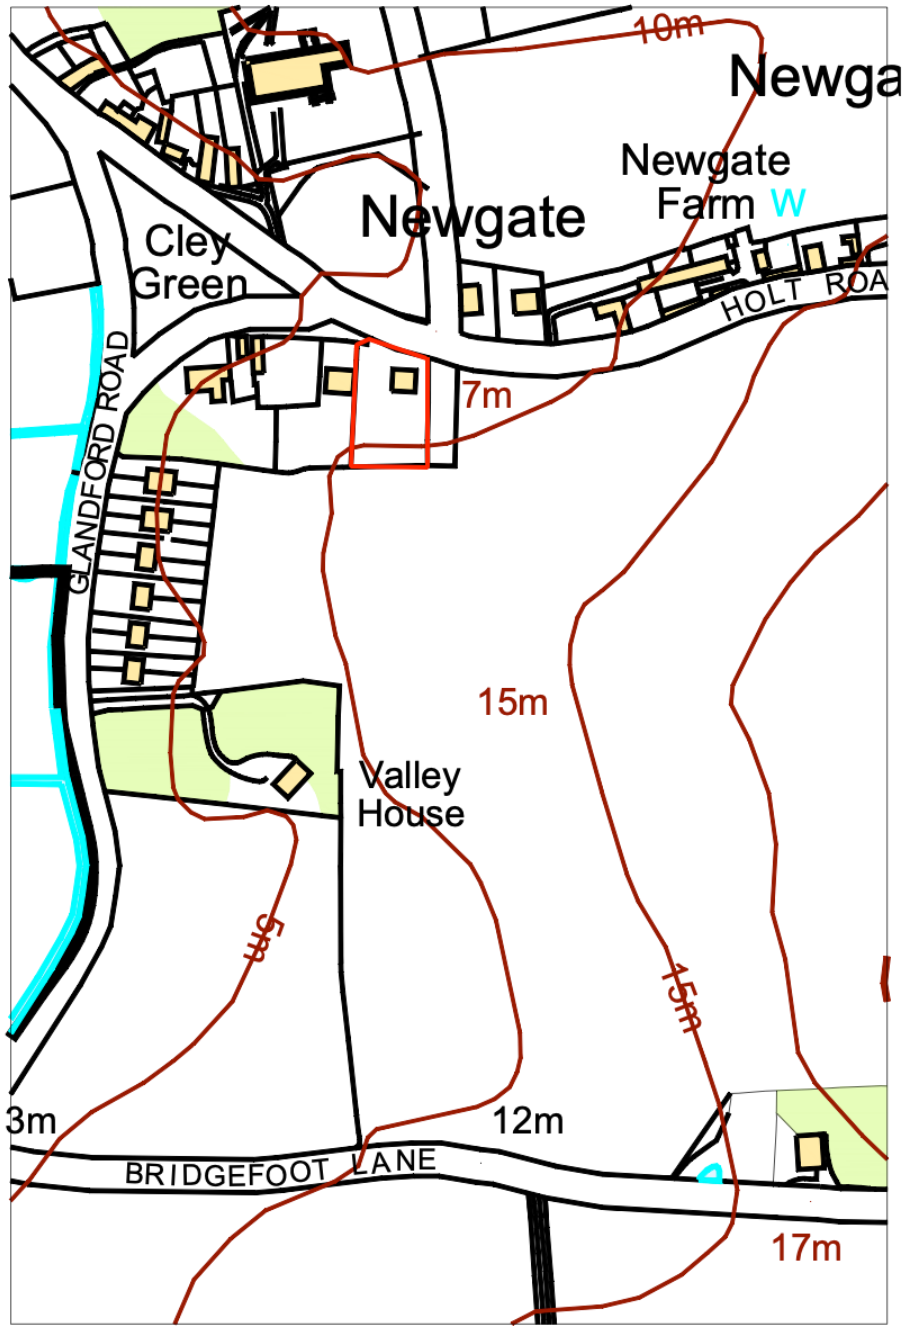 10m
Newga
Newgate
Farm W
Newgate
Cley
Green
HOLT ROA
GLANDFORD ROAD
7m
15m
Valley
House
5m
15m
3m
12m
BRIDGEFOOT LANE
17m